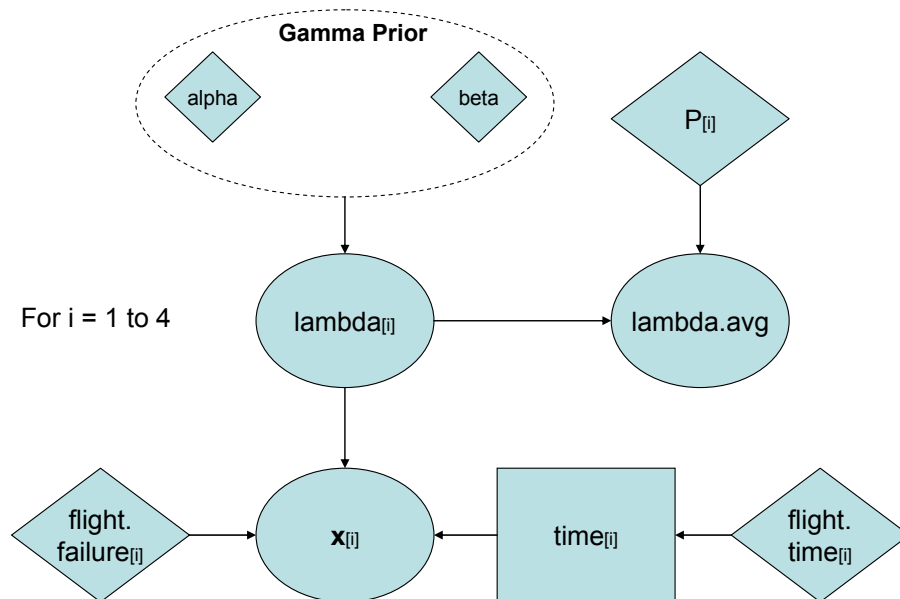 Gamma Prior
alpha
beta
P[i]
For i = 1 to 4
lambda[i]
lambda.avg
flight.
failure[i]
x[i]
time[i]
flight.
time[i]